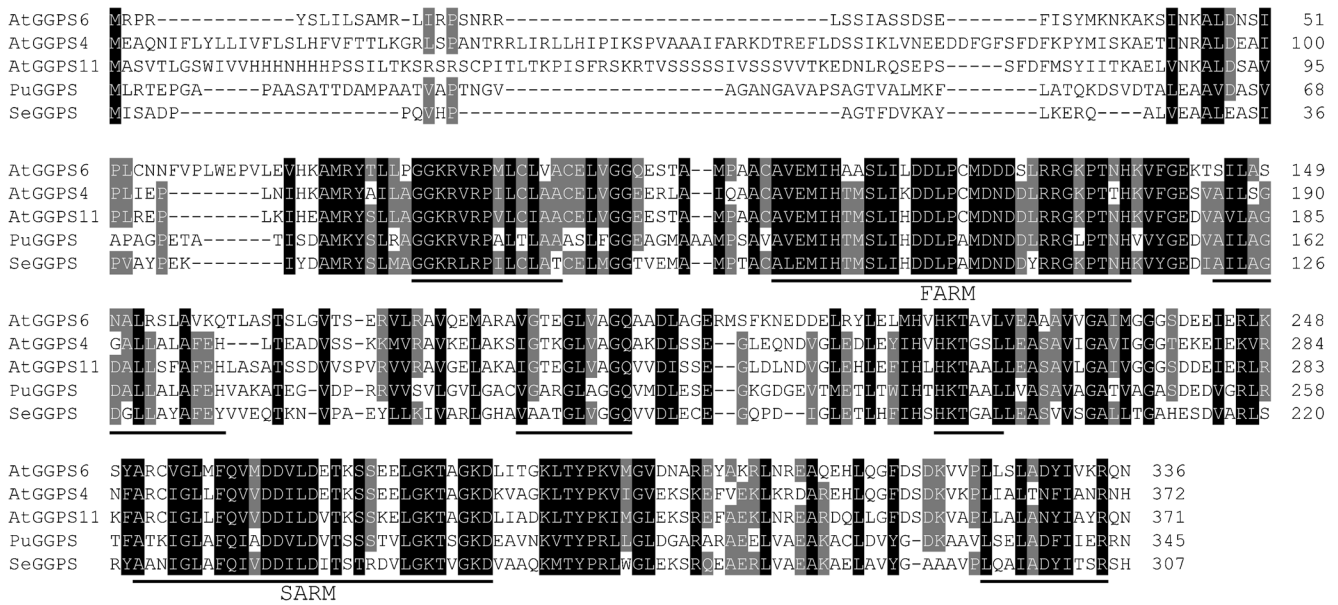 AtGGPS6 MRPR------------YSLILSAMR-LIRPSNRR----------------------------LSSIASSDSE--------FISYMKNKAKSINKALDNSI 51
AtGGPS4 MEAQNIFLYLLIVFLSLHFVFTTLKGRLSPANTRRLIRLLHIPIKSPVAAAIFARKDTREFLDSSIKLVNEEDDFGFSFDFKPYMISKAETINRALDEAI 100
AtGGPS11 MASVTLGSWIVVHHHNHHHPSSILTKSRSRSCPITLTKPISFRSKRTVSSSSSIVSSSVVTKEDNLRQSEPS-----SFDFMSYIITKAELVNKALDSAV 95
PuGGPS MLRTEPGA----PAASATTDAMPAATVAPTNGV-------------------AGANGAVAPSAGTVALMKF-------LATQKDSVDTALEAAVDASV 68
SeGGPS MISADP-------------------PQVHP---------------------------------AGTFDVKAY-------LKERQ----ALVEAALEASI 36
AtGGPS6 PLCNNFVPLWEPVLEVHKAMRYTLLPGGKRVRPMLCLVACELVGGQESTA--MPAACAVEMIHAASLILDDLPCMDDDSLRRGKPTNHKVFGEKTSILAS 149
AtGGPS4 PLIEP--------LNIHKAMRYAILAGGKRVRPILCLAACELVGGEERLA--IQAACAVEMIHTMSLIKDDLPCMDNDDLRRGKPTTHKVFGESVAILSG 190
AtGGPS11 PLREP--------LKIHEAMRYSLLAGGKRVRPVLCIAACELVGGEESTA--MPAACAVEMIHTMSLIHDDLPCMDNDDLRRGKPTNHKVFGEDVAVLAG 185
PuGGPS APAGPETA------TISDAMKYSLRAGGKRVRPALTLAAASLFGGEAGMAAAMPSAVAVEMIHTMSLIHDDLPAMDNDDLRRGLPTNHVVYGEDVAILAG 162
SeGGPS PVAYPEK-------IYDAMRYSLMAGGKRLRPILCLATCELMGGTVEMA--MPTACALEMIHTMSLIHDDLPAMDNDDYRRGKPTNHKVYGEDIAILAG 126
FARM
AtGGPS6 NALRSLAVKQTLASTSLGVTS-ERVLRAVQEMARAVGTEGLVAGQAADLAGERMSFKNEDDELRYLELMHVHKTAVLVEAAAVVGAIMGGGSDEEIERLK 248
AtGGPS4 GALLALAFEH--LTEADVSS-KKMVRAVKELAKSIGTKGLVAGQAKDLSSE--GLEQNDVGLEDLEYIHVHKTGSLLEASAVIGAVIGGGTEKEIEKVR 284
AtGGPS11 DALLSFAFEHLASATSSDVVSPVRVVRAVGELAKAIGTEGLVAGQVVDISSE--GLDLNDVGLEHLEFIHLHKTAALLEASAVLGAIVGGGSDDEIERLR 283
PuGGPS DALLALAFEHVAKATEG-VDP-RRVVSVLGVLGACVGARGLAGGQVMDLESE--GKGDGEVTMETLTWIHTHKTAALLVASAVAGATVAGASDEDVGRLR 258
SeGGPS DGLLAYAFEYVVEQTKN-VPA-EYLLKIVARLGHAVAATGLVGGQVVDLECE--GQPD-IGLETLHFIHSHKTGALLEASVVSGALLTGAHESDVARLS 220
AtGGPS6 SYARCVGLMFQVMDDVLDETKSSEELGKTAGKDLITGKLTYPKVMGVDNAREYAKRLNREAQEHLQGFDSDKVVPLLSLADYIVKRQN 336
AtGGPS4 NFARCIGLLFQVVDDILDETKSSEELGKTAGKDKVAGKLTYPKVIGVEKSKEFVEKLKRDAREHLQGFDSDKVKPLIALTNFIANRNH 372
AtGGPS11 KFARCIGLLFQVVDDILDVTKSSKELGKTAGKDLIADKLTYPKIMGLEKSREFAEKLNREARDQLLGFDSDKVAPLLALANYIAYRQN 371
PuGGPS TFATKIGLAFQIADDVLDVTSSSTVLGKTSGKDEAVNKVTYPRLLGLDGARARAEELVAEAKACLDVYG-DKAAVLSELADFIIERRN 345
SeGGPS RYAANIGLAFQIVDDILDITSTRDVLGKTVGKDVAAQKMTYPRLWGLEKSRQEAERLVAEAKAELAVYG-AAAVPLQAIADYITSRSH 307
SARM